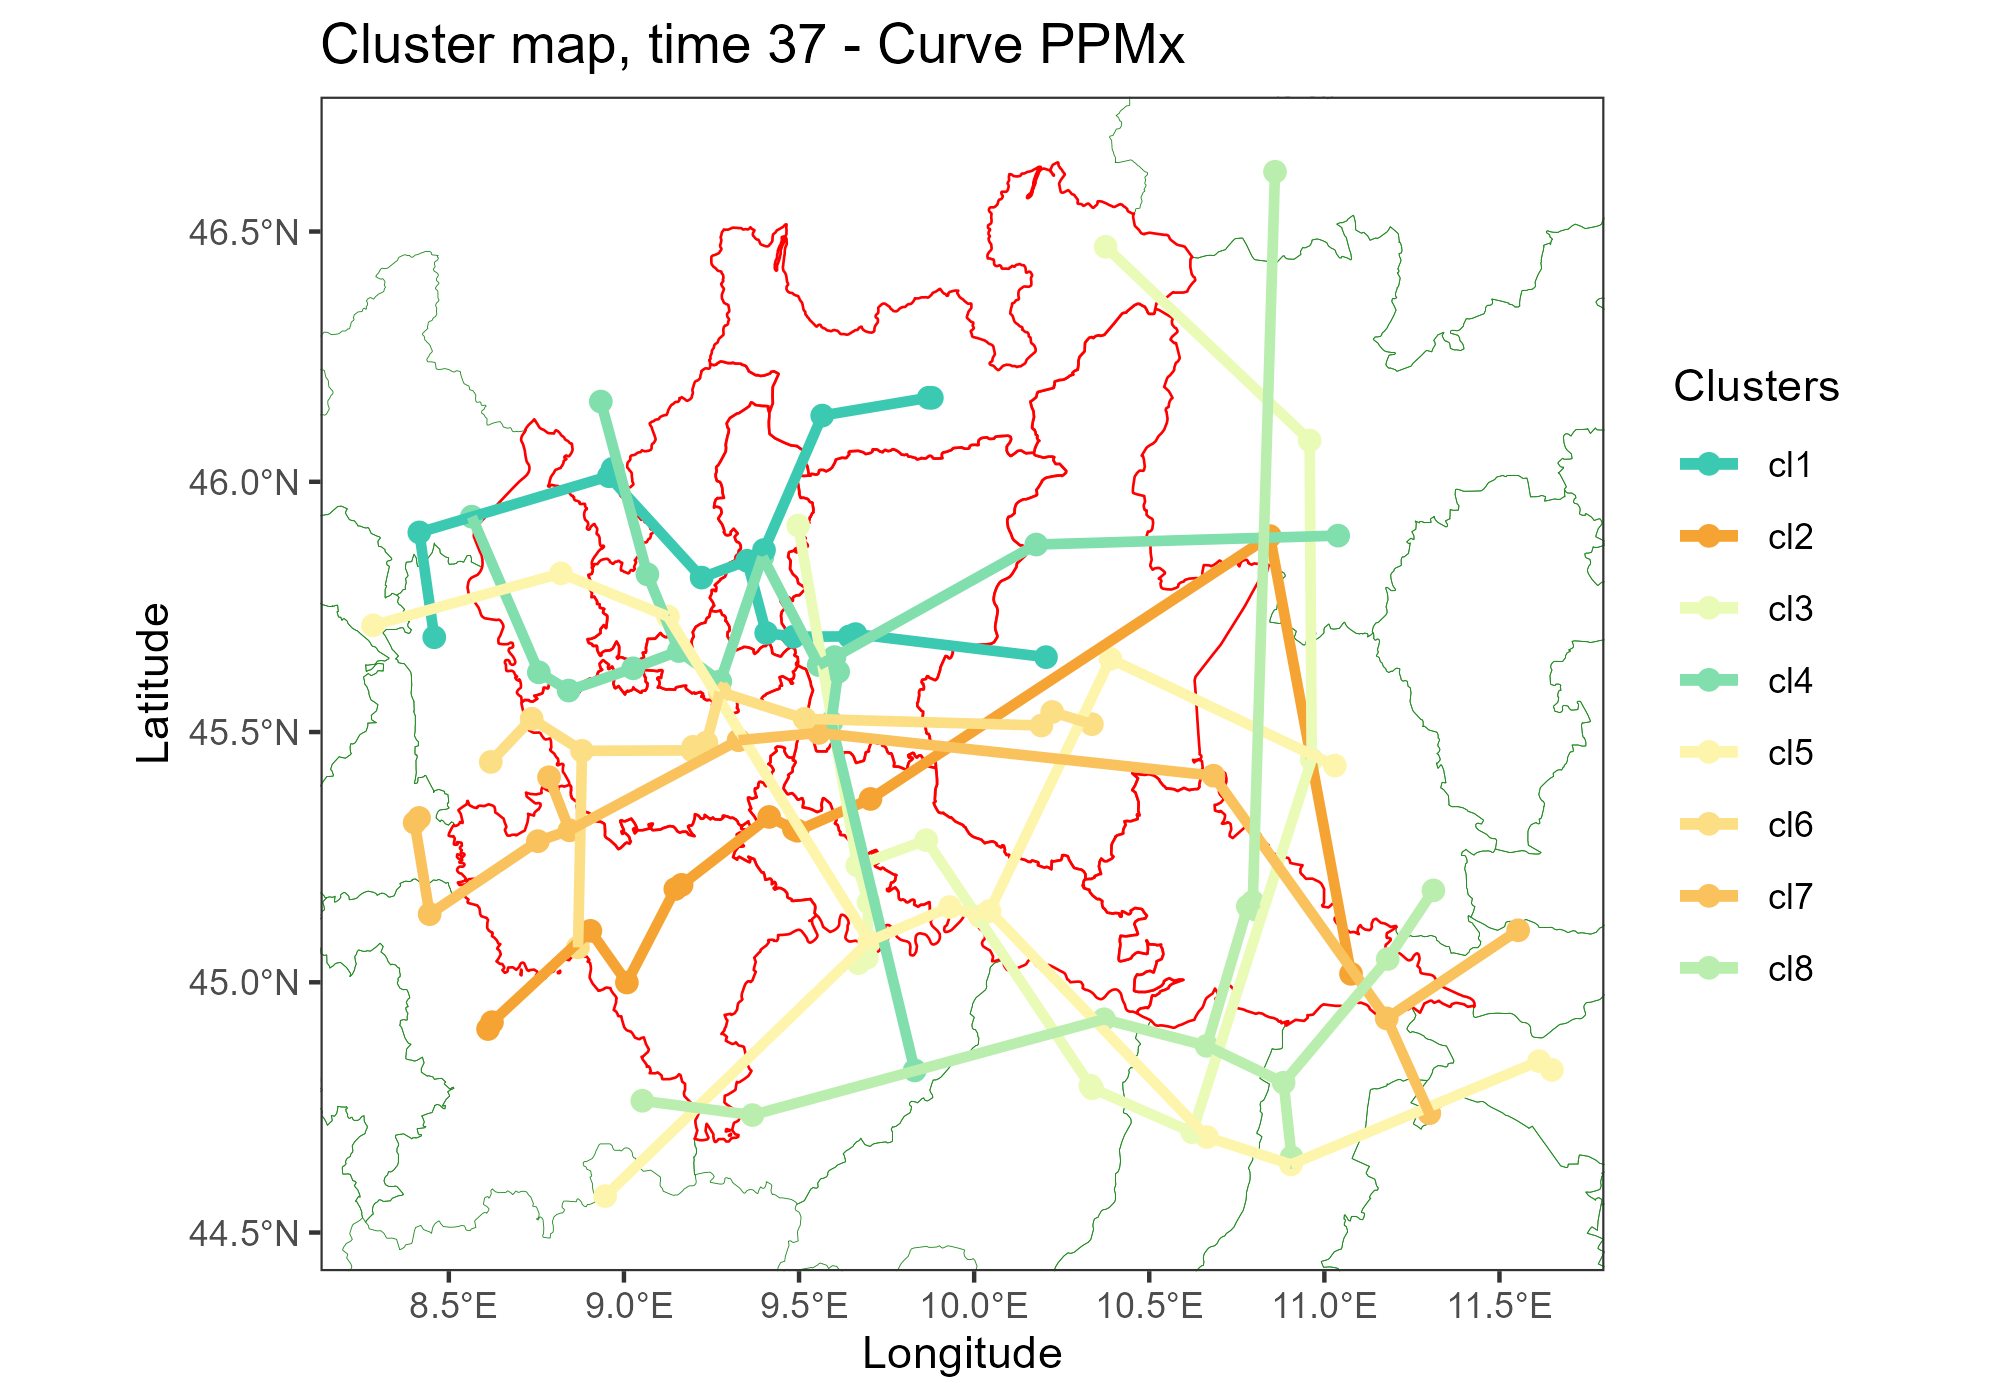 Cluster map, time 37 - Curve PPMx
46.5°N
46.0°N
45.5°N
45.0°N
44.5°N
Latitude
8.5°E
9.0°E
9.5°E
10.0°E
10.5°E
11.0°E
11.5°E
Longitude
Clusters
cl1
cl2
cl3
cl4
cl5
cl6
cl7
cl8